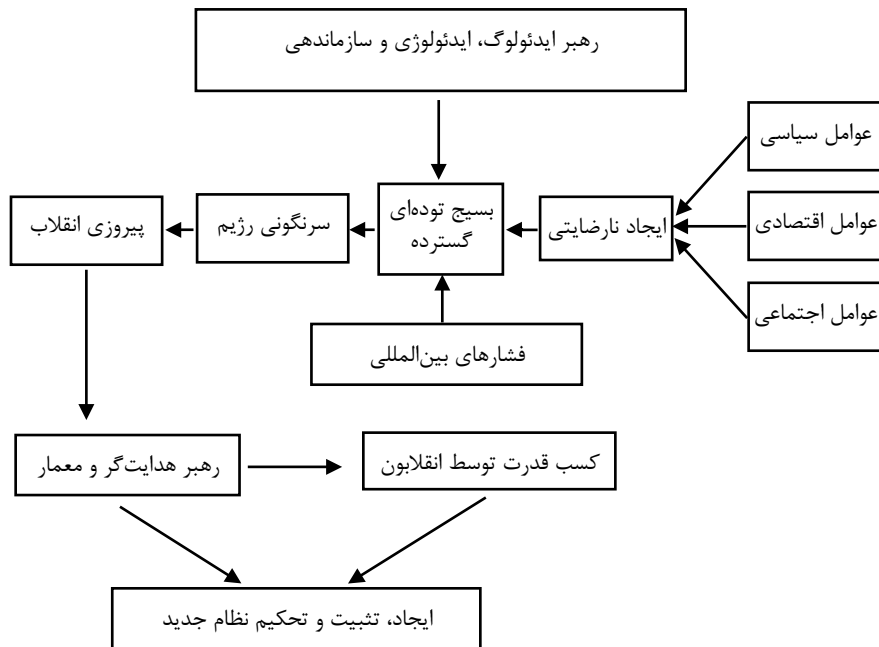 رهبر ایدئولوگ، ایدئولوژی و سازماندهی
عوامل سیاسی
عوامل اقتصادی
عوامل اجتماعی
ایجاد نارضایتی
بسیج توده‌ای
گسترده
سرنگونی رژیم
پیروزی انقلاب
فشارهای بین‌المللی
رهبر هدایت‌گر و معمار
کسب قدرت توسط انقلابون
ایجاد، تثبیت و تحکیم نظام جدید